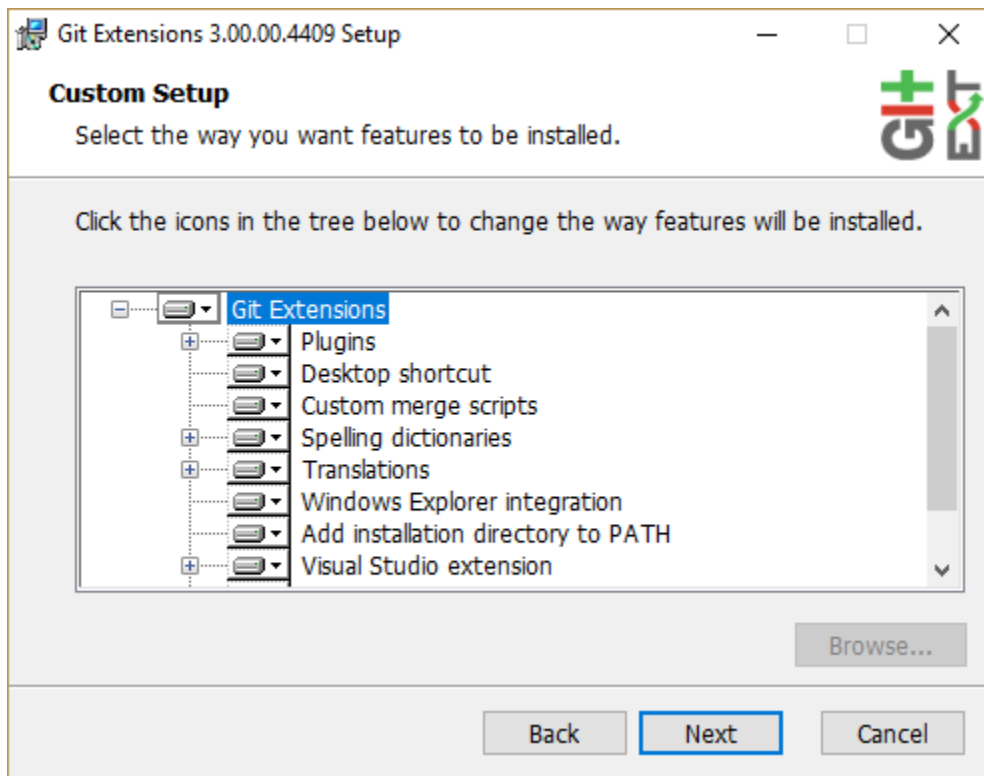 Git Extensions 3.00.00.4409 Setup
Custom Setup
Select the way you want features to be installed.
Git
Ext
Click the icons in the tree below to change the way features will be installed.
Git Extensions
Plugins
Desktop shortcut
Custom merge scripts
Spelling dictionaries
Translations
Windows Explorer integration
Add installation directory to PATH
Visual Studio extension
Browse...
Back
Next
Cancel